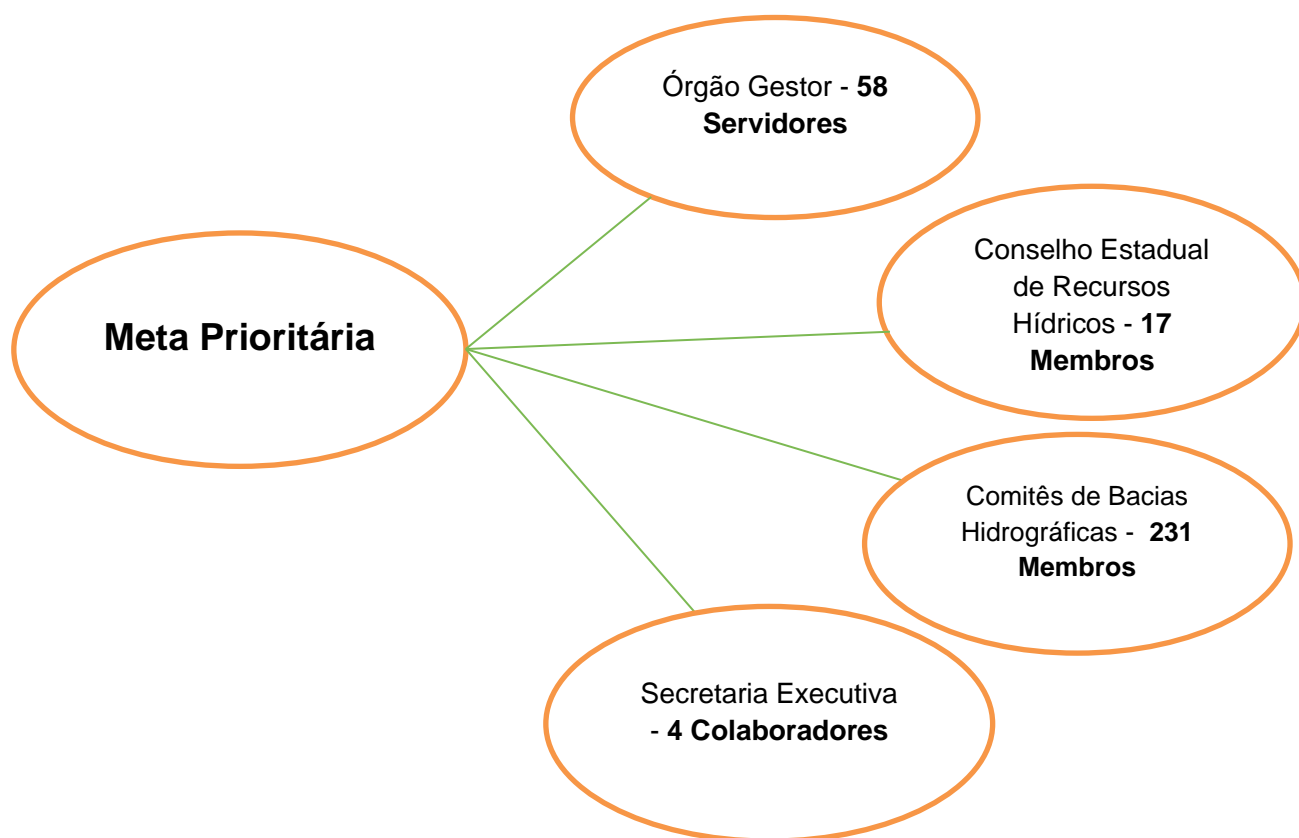 Órgão Gestor - 58
Servidores
Conselho Estadual
de Recursos
Hídricos - 17
Membros
Meta Prioritária
Comitês de Bacias
Hidrográficas - 231
Membros
Secretaria Executiva
- 4 Colaboradores